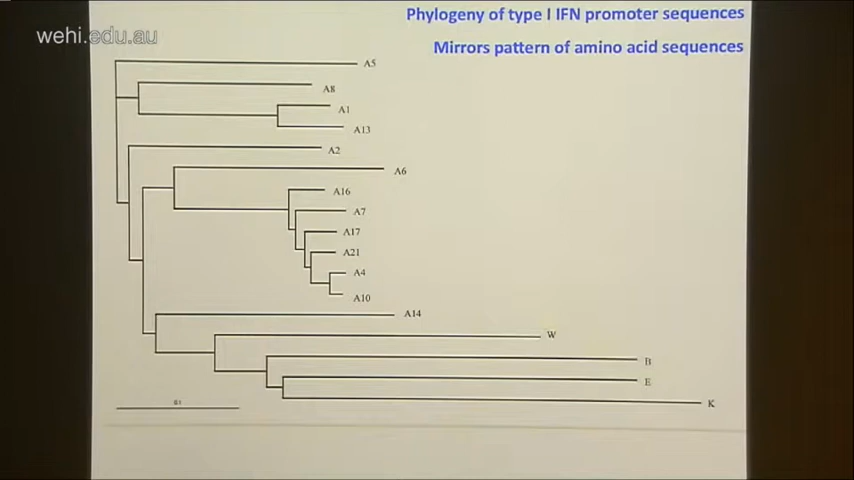 Phylogeny of type I IFN promoter sequences
wehi.edu.au
Mirrors pattern of amino acid sequences
A5
A8
A1
A13
A2
A6
A16
A7
A17
A21
A4
A10
A14
W
B
E
K